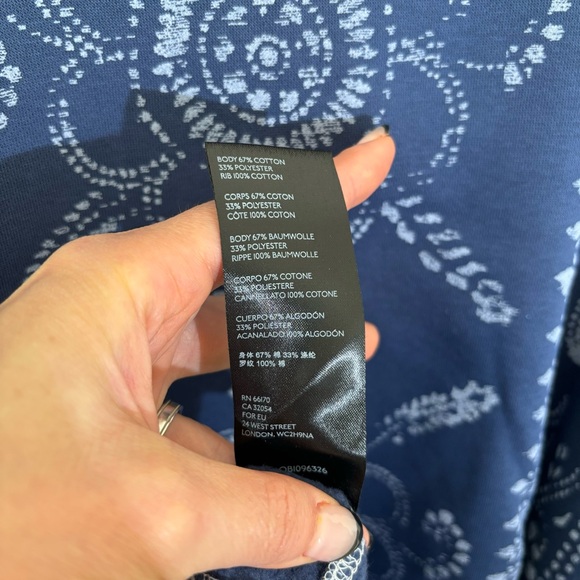 BODY 67% COTTON
33% POLYESTER
RIB 100% COTTON
CORPS 67% COTON
33% POLYESTER
CÔTE 100% COTON
BODY 67% BAUMWOLLE
33% POLYESTER
RIPPE 100% BAUMWOLLE
CORPO 67% COTONE
33% POLIESTERE
CANNELLATO 100% COTONE
CUERPO 67% ALGODÓN
33% POLIÉSTER
ACANALADO 100% ALGODÓN
身体 67% 棉 33% 涤纶
罗纹 100% 棉
RN 66170
CA 32054
FOR EU
24 WEST STREET
LONDON, WC2H9NA
OB1096326